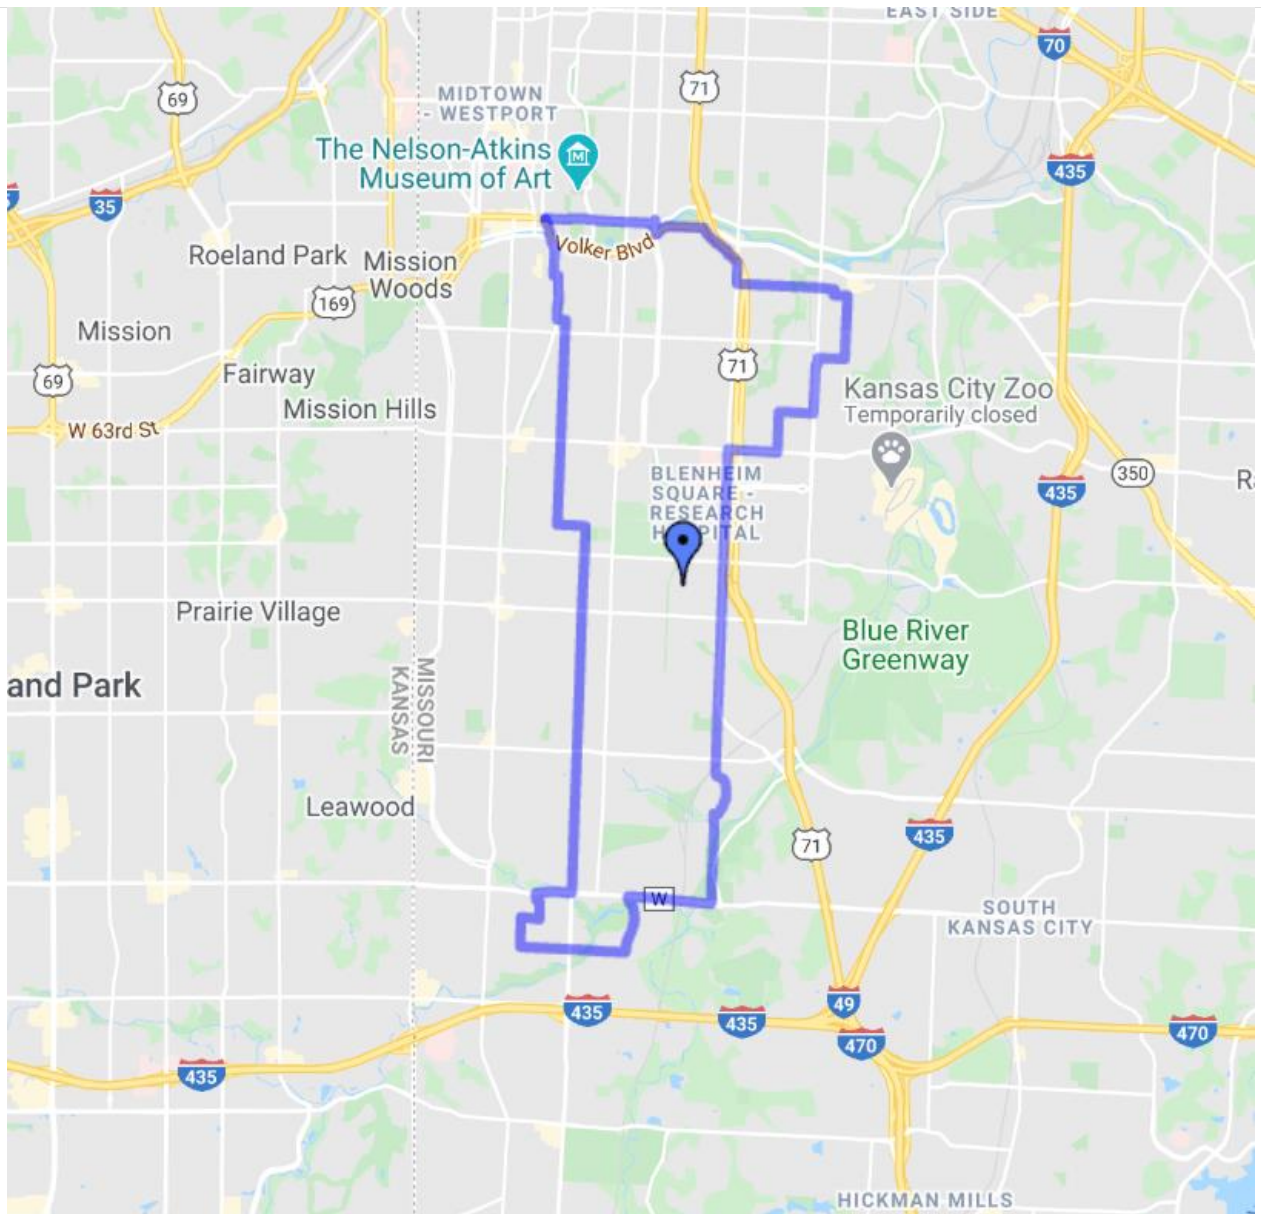 EAST SIDE
70
69
71
MIDTOWN
- WESTPORT
The Nelson-Atkins
Museum of Art
M
435
35
Volker Blvd
Roeland Park
Mission
Woods
169
Mission
71
69
Fairway
Kansas City Zoo
Temporarily closed
Mission Hills
W 63rd St
BLENHEIM
SQUARE -
RESEARCH
H PITAL
350
435
R
Prairie Village
Blue River
Greenway
and Park
MISSOURI
KANSAS
Leawood
435
71
W
SOUTH
KANSAS CITY
49
435
435
470
470
435
HICKMAN MILLS